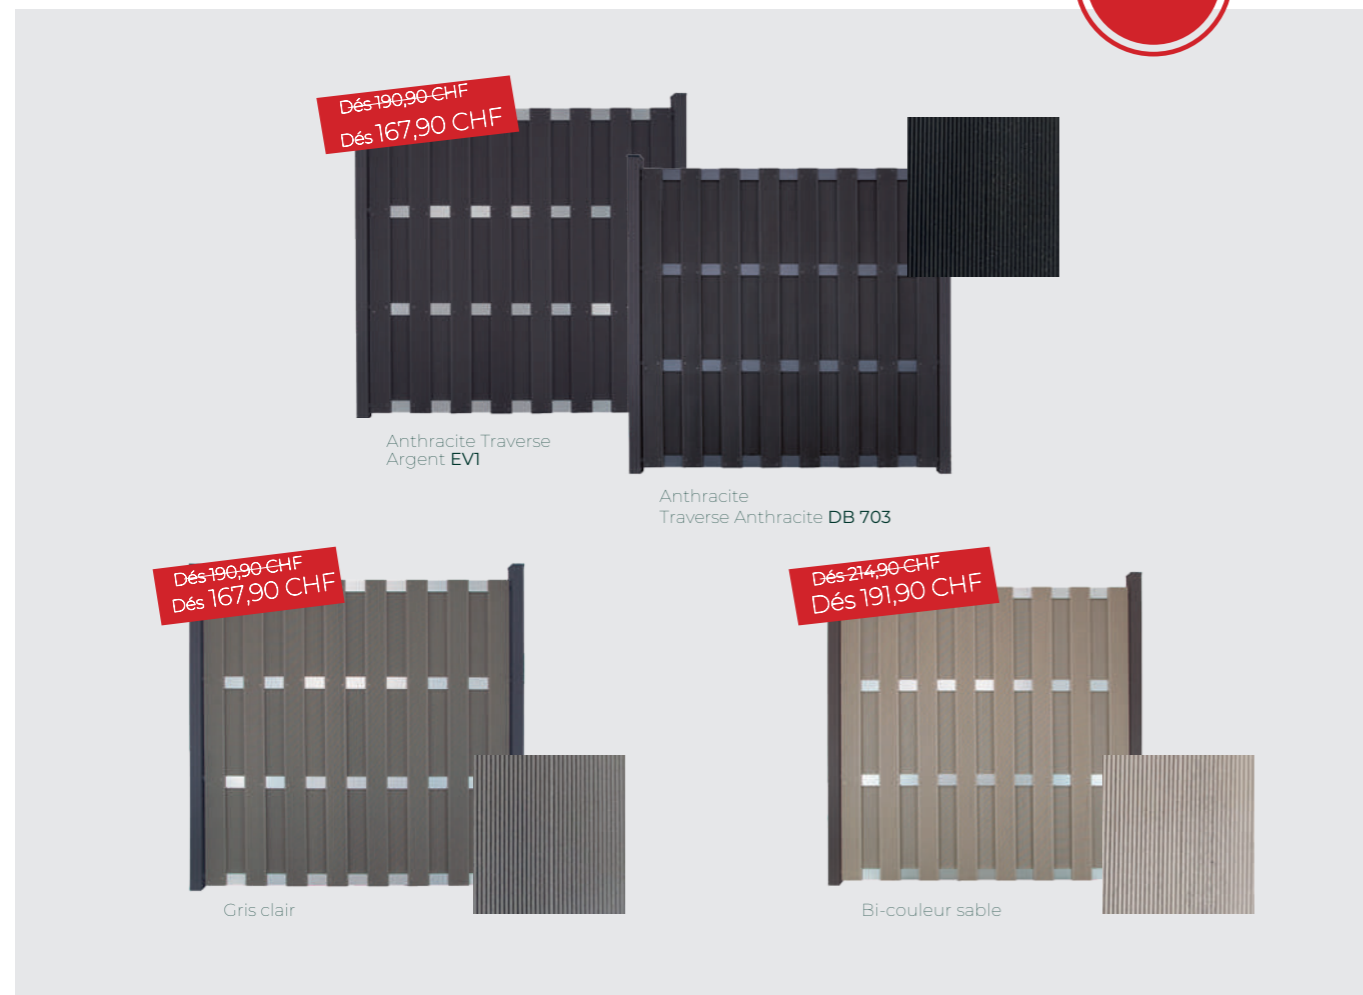 Dés 190,90 CHF
Dés 167,90 CHF
Anthracite Traverse
Argent EV1
Anthracite
Traverse Anthracite DB 703
Dés 190,90 CHF
Dés 167,90 CHF
Gris clair
Dés 214,90 CHF
Dés 191,90 CHF
Bi-couleur sable